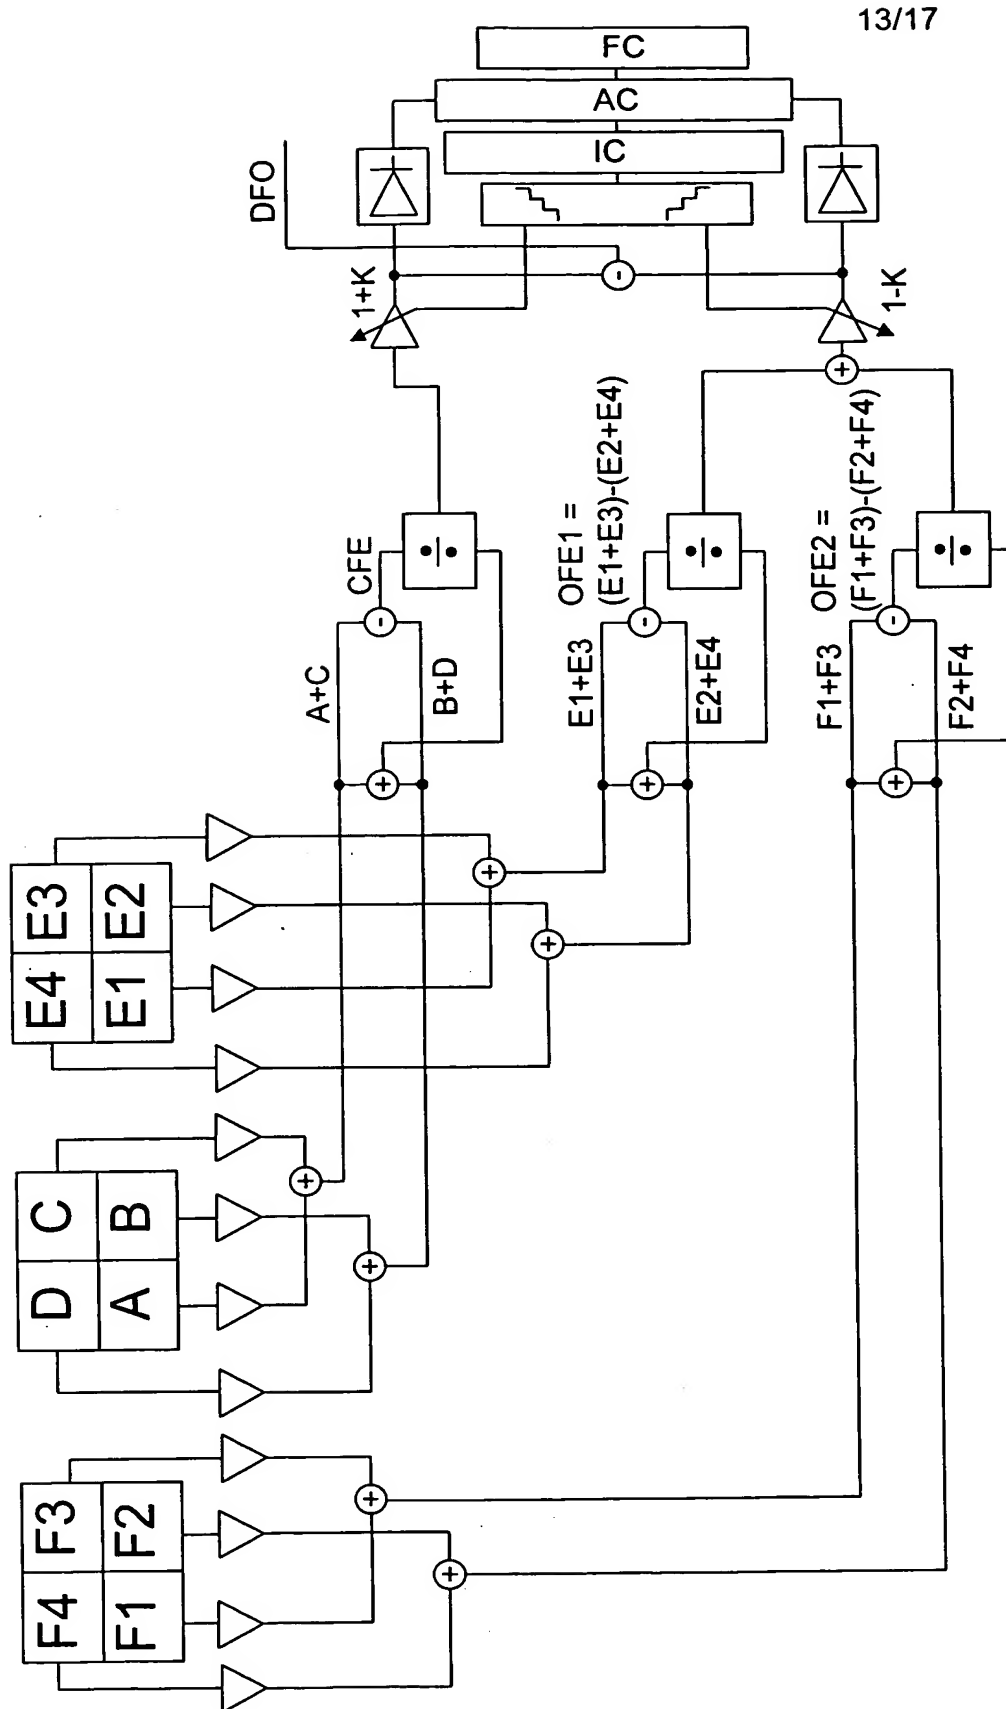 13/17
FC
AC
IC
DFO
1+K
1-K
CFE
A+C
B+D
OFE1 =
(E1+E3)-(E2+E4)
E1+E3
E2+E4
OFE2 =
(F1+F3)-(F2+F4)
F1+F3
F2+F4
E4 E3
E1 E2
D C
A B
F4 F3
F1 F2